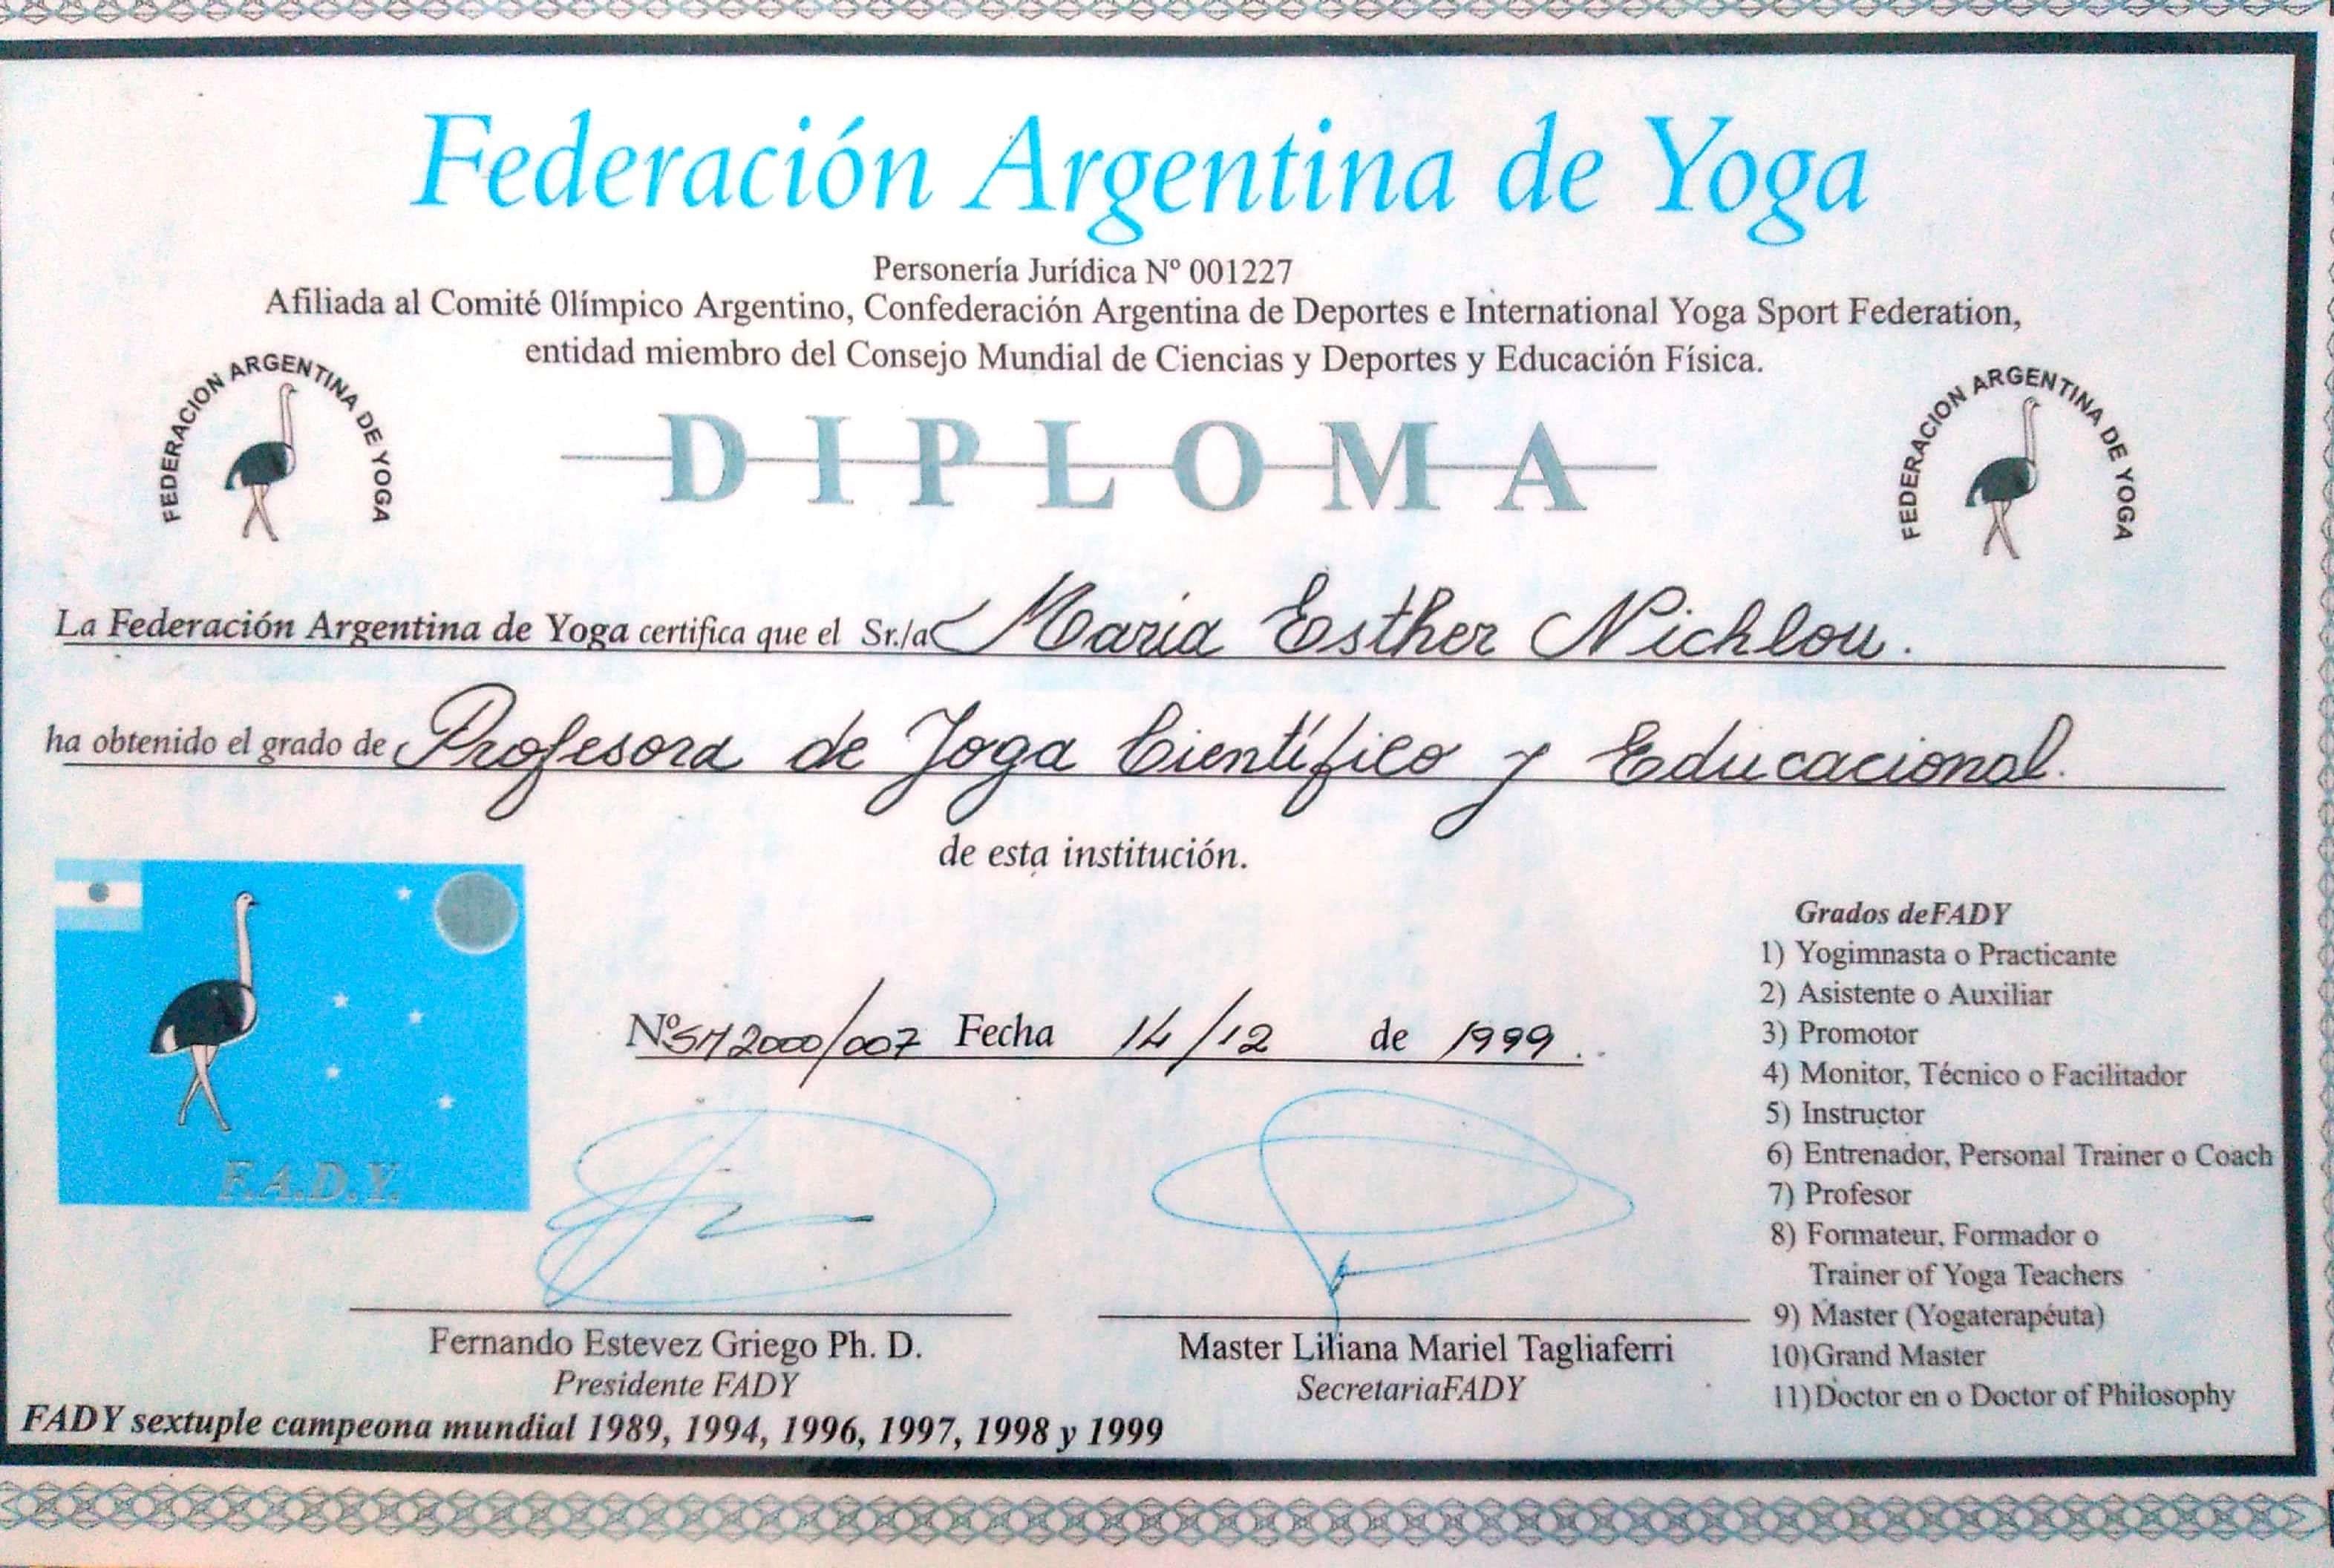 Federación Argentina de Yoga
Personería Jurídica Nº 001227
Afiliada al Comité 0límpico Argentino, Confederación Argentina de Deportes e International Yoga Sport Federation,
entidad miembro del Consejo Mundial de Ciencias y Deportes y Educación Física.
FEDERACION ARGENTINA DE YOGA
DIPLOMA
FEDERACION ARGENTINA DE YOGA
La Federación Argentina de Yoga certifica que el Sr./a Maria Esther Nichlou.
ha obtenido el grado de Profesora de Yoga Científico y Educacional.
de esta institución.
F.A.D.Y.
Nº SM2000/007 Fecha 14/12 de 1999.
Fernando Estevez Griego Ph. D.
Presidente FADY
Master Liliana Mariel Tagliaferri
SecretariaFADY
Grados deFADY
1) Yogimnasta o Practicante
2) Asistente o Auxiliar
3) Promotor
4) Monitor, Técnico o Facilitador
5) Instructor
6) Entrenador, Personal Trainer o Coach
7) Profesor
8) Formateur, Formador o
Trainer of Yoga Teachers
9) Master (Yogaterapéuta)
10)Grand Master
11)Doctor en o Doctor of Philosophy
FADY sextuple campeona mundial 1989, 1994, 1996, 1997, 1998 y 1999